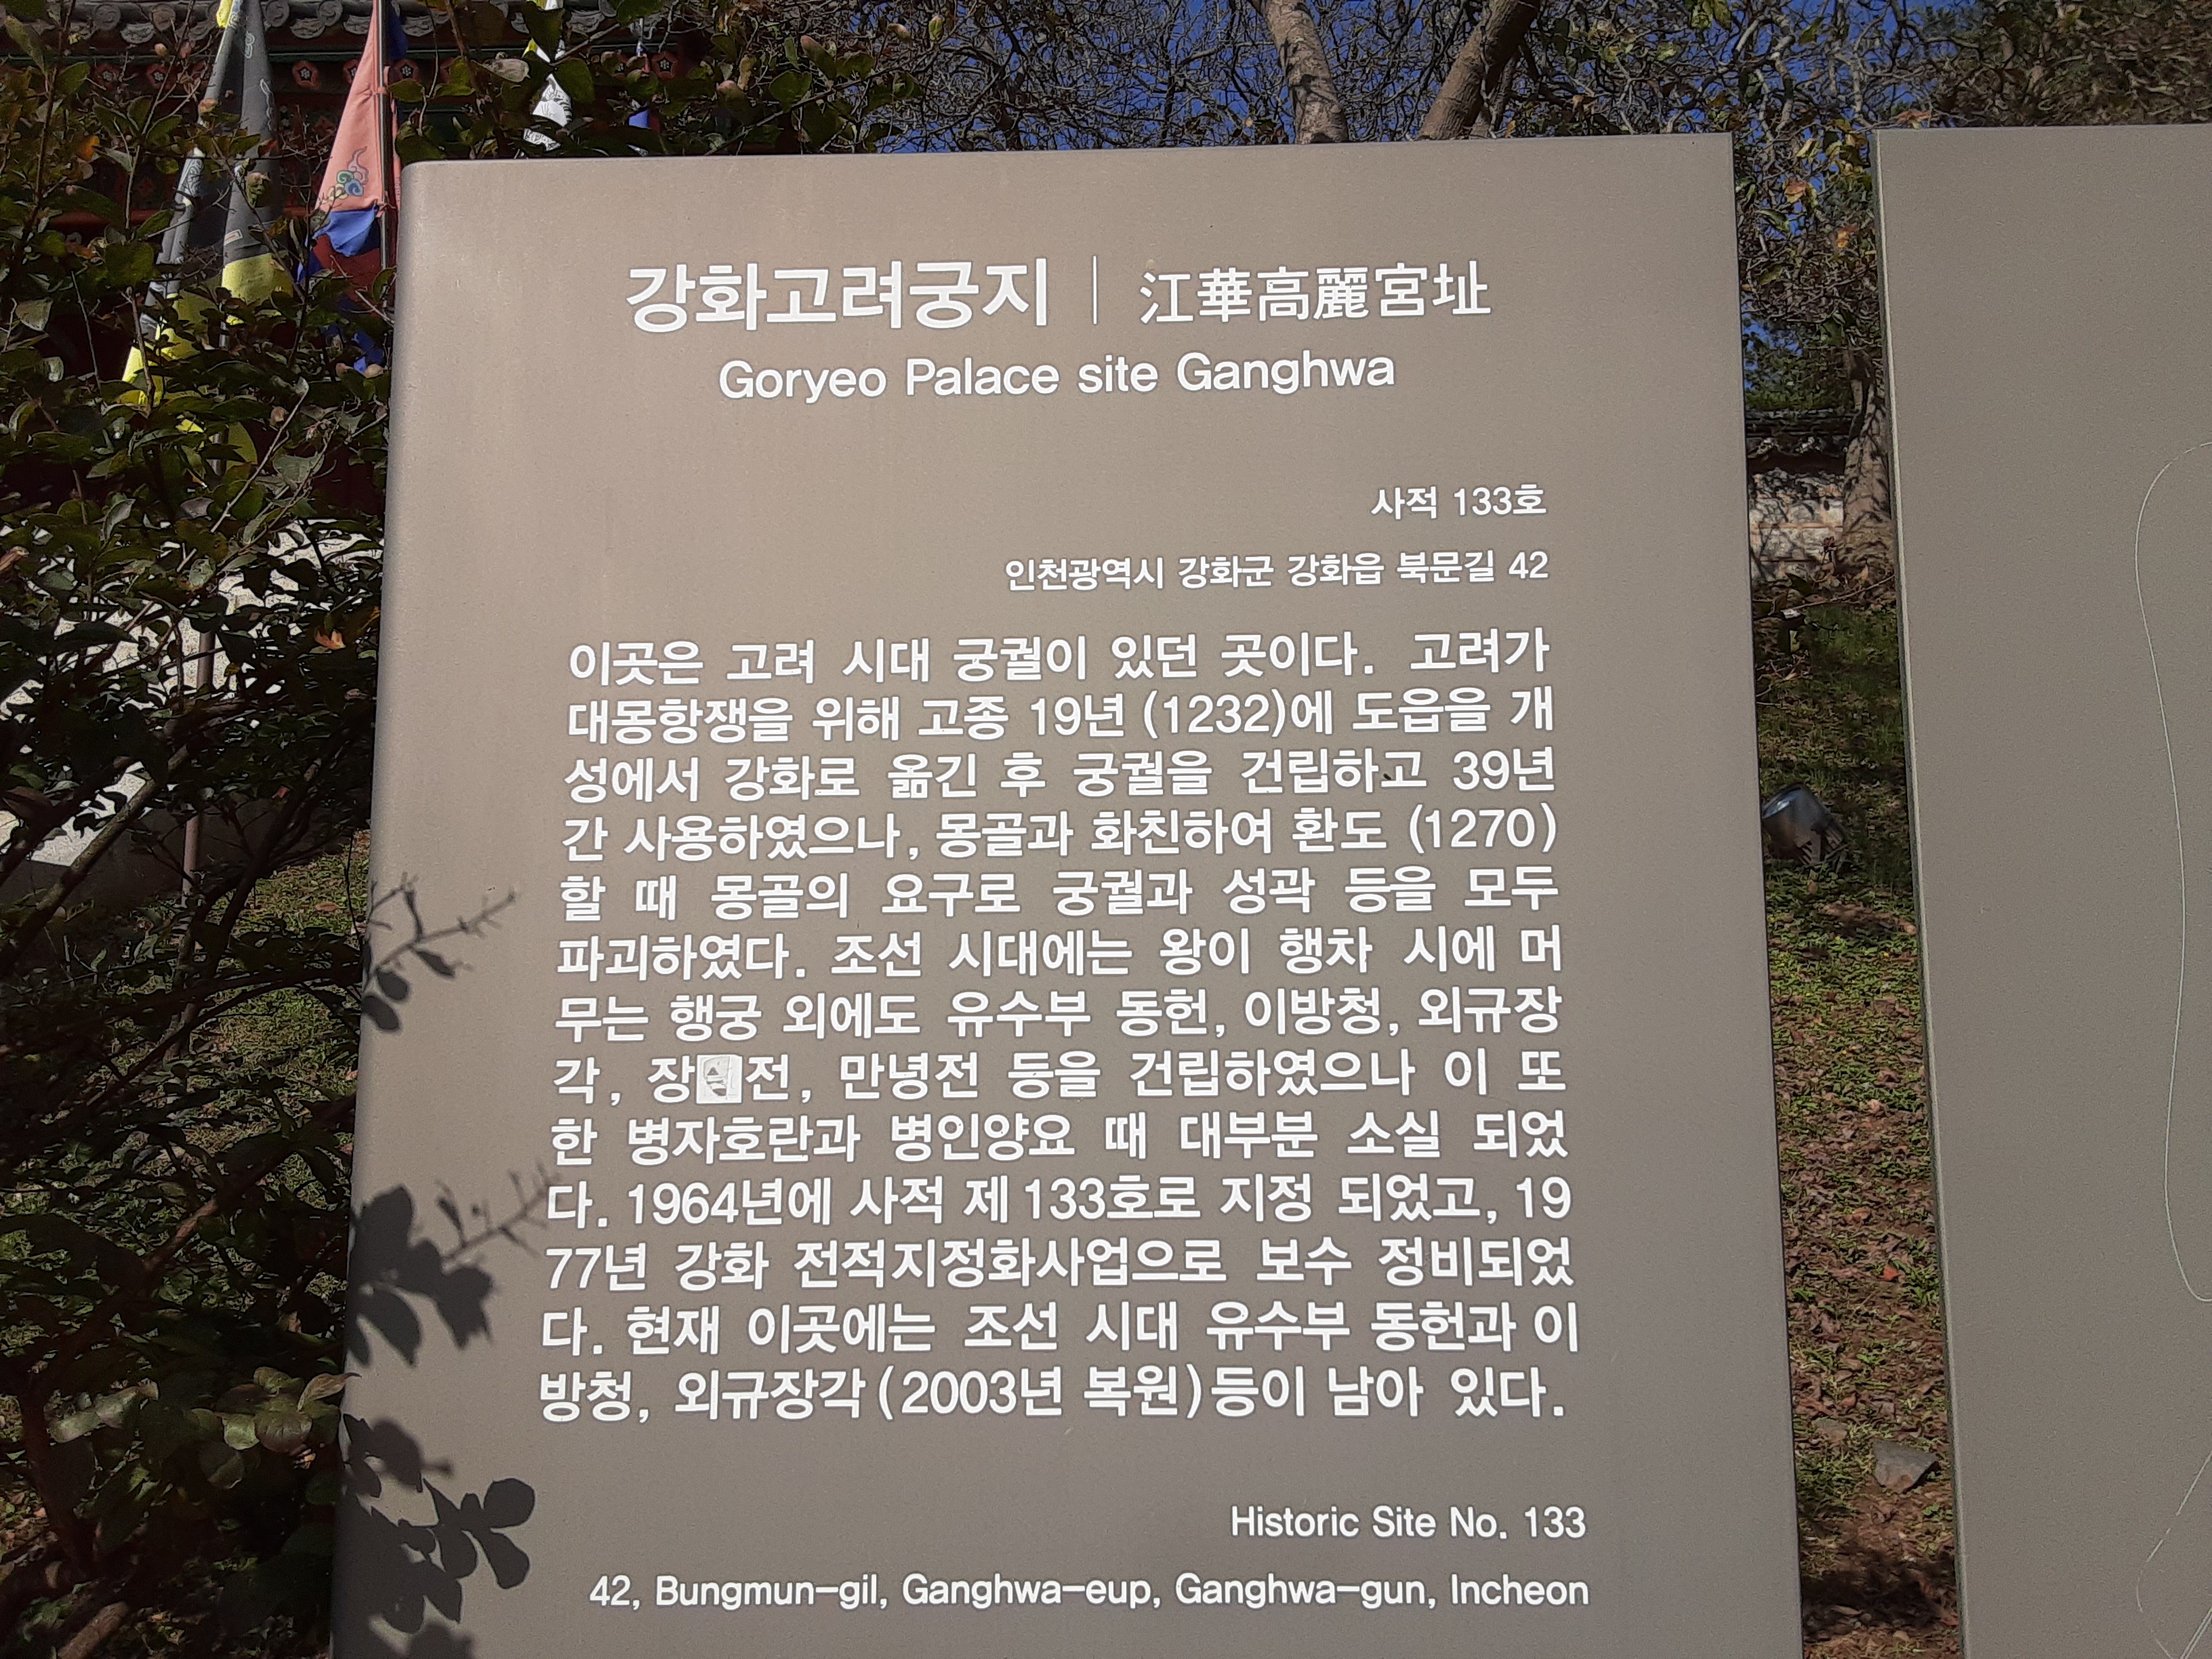 강화고려궁지 | 江華高麗宮址
Goryeo Palace site Ganghwa
사적 133호
인천광역시 강화군 강화읍 북문길 42
이곳은 고려 시대 궁궐이 있던 곳이다. 고려가
대몽항쟁을 위해 고종 19년 (1232)에 도읍을 개
성에서 강화로 옮긴 후 궁궐을 건립하고 39년
간 사용하였으나, 몽골과 화친하여 환도 (1270)
할 때 몽골의 요구로 궁궐과 성곽 등을 모두
파괴하였다. 조선 시대에는 왕이 행차 시에 머
무는 행궁 외에도 유수부 동헌, 이방청, 외규장
각, 장 전, 만녕전 등을 건립하였으나 이 또
한 병자호란과 병인양요 때 대부분 소실 되었
다. 1964년에 사적 제133호로 지정 되었고, 19
77년 강화 전적지정화사업으로 보수 정비되었
다. 현재 이곳에는 조선 시대 유수부 동헌과 이
방청, 외규장각(2003년 복원)등이 남아 있다.
Historic Site No. 133
42, Bungmun-gil, Ganghwa-eup, Ganghwa-gun, Incheon